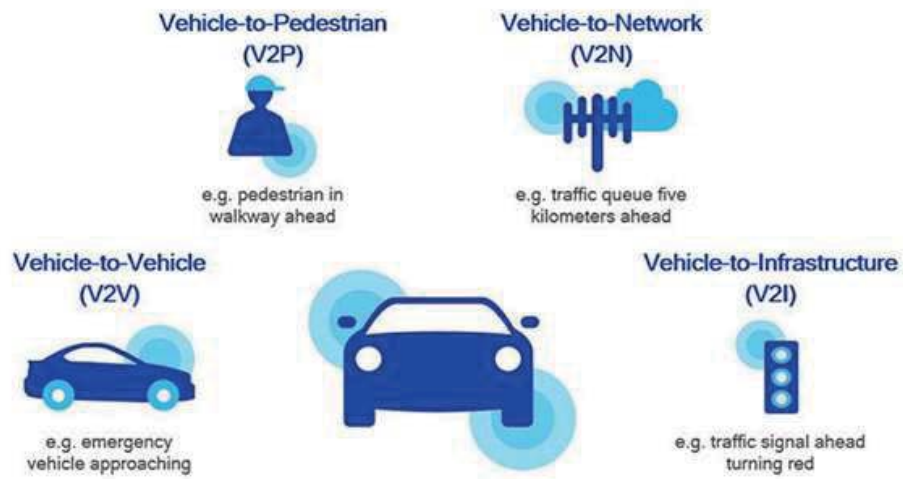 Vehicle-to-Pedestrian
(V2P)
e.g. pedestrian in
walkway ahead
Vehicle-to-Network
(V2N)
e.g. traffic queue five
kilometers ahead
Vehicle-to-Vehicle
(V2V)
e.g. emergency
vehicle approaching
Vehicle-to-Infrastructure
(V2I)
e.g. traffic signal ahead
turning red